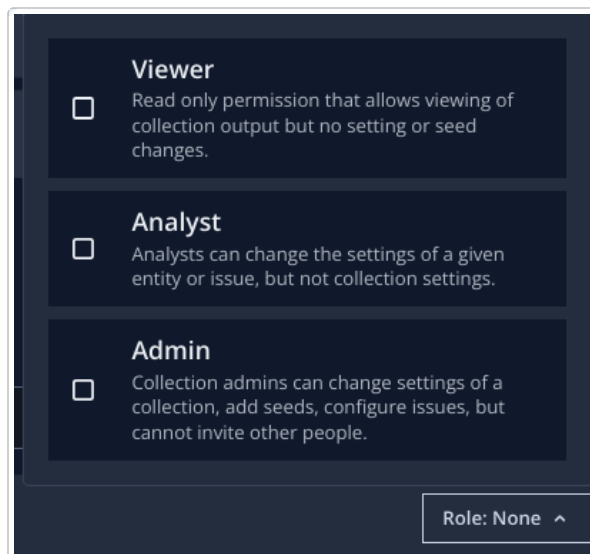 Viewer
Read only permission that allows viewing of
collection output but no setting or seed
changes.
Analyst
Analysts can change the settings of a given
entity or issue, but not collection settings.
Admin
Collection admins can change settings of a
collection, add seeds, configure issues, but
cannot invite other people.
Role: None